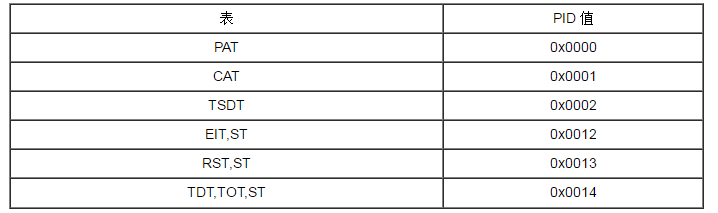 表 PID 值
PAT 0x0000
CAT 0x0001
TSDT 0x0002
EIT,ST 0x0012
RST,ST 0x0013
TDT,TOT,ST 0x0014